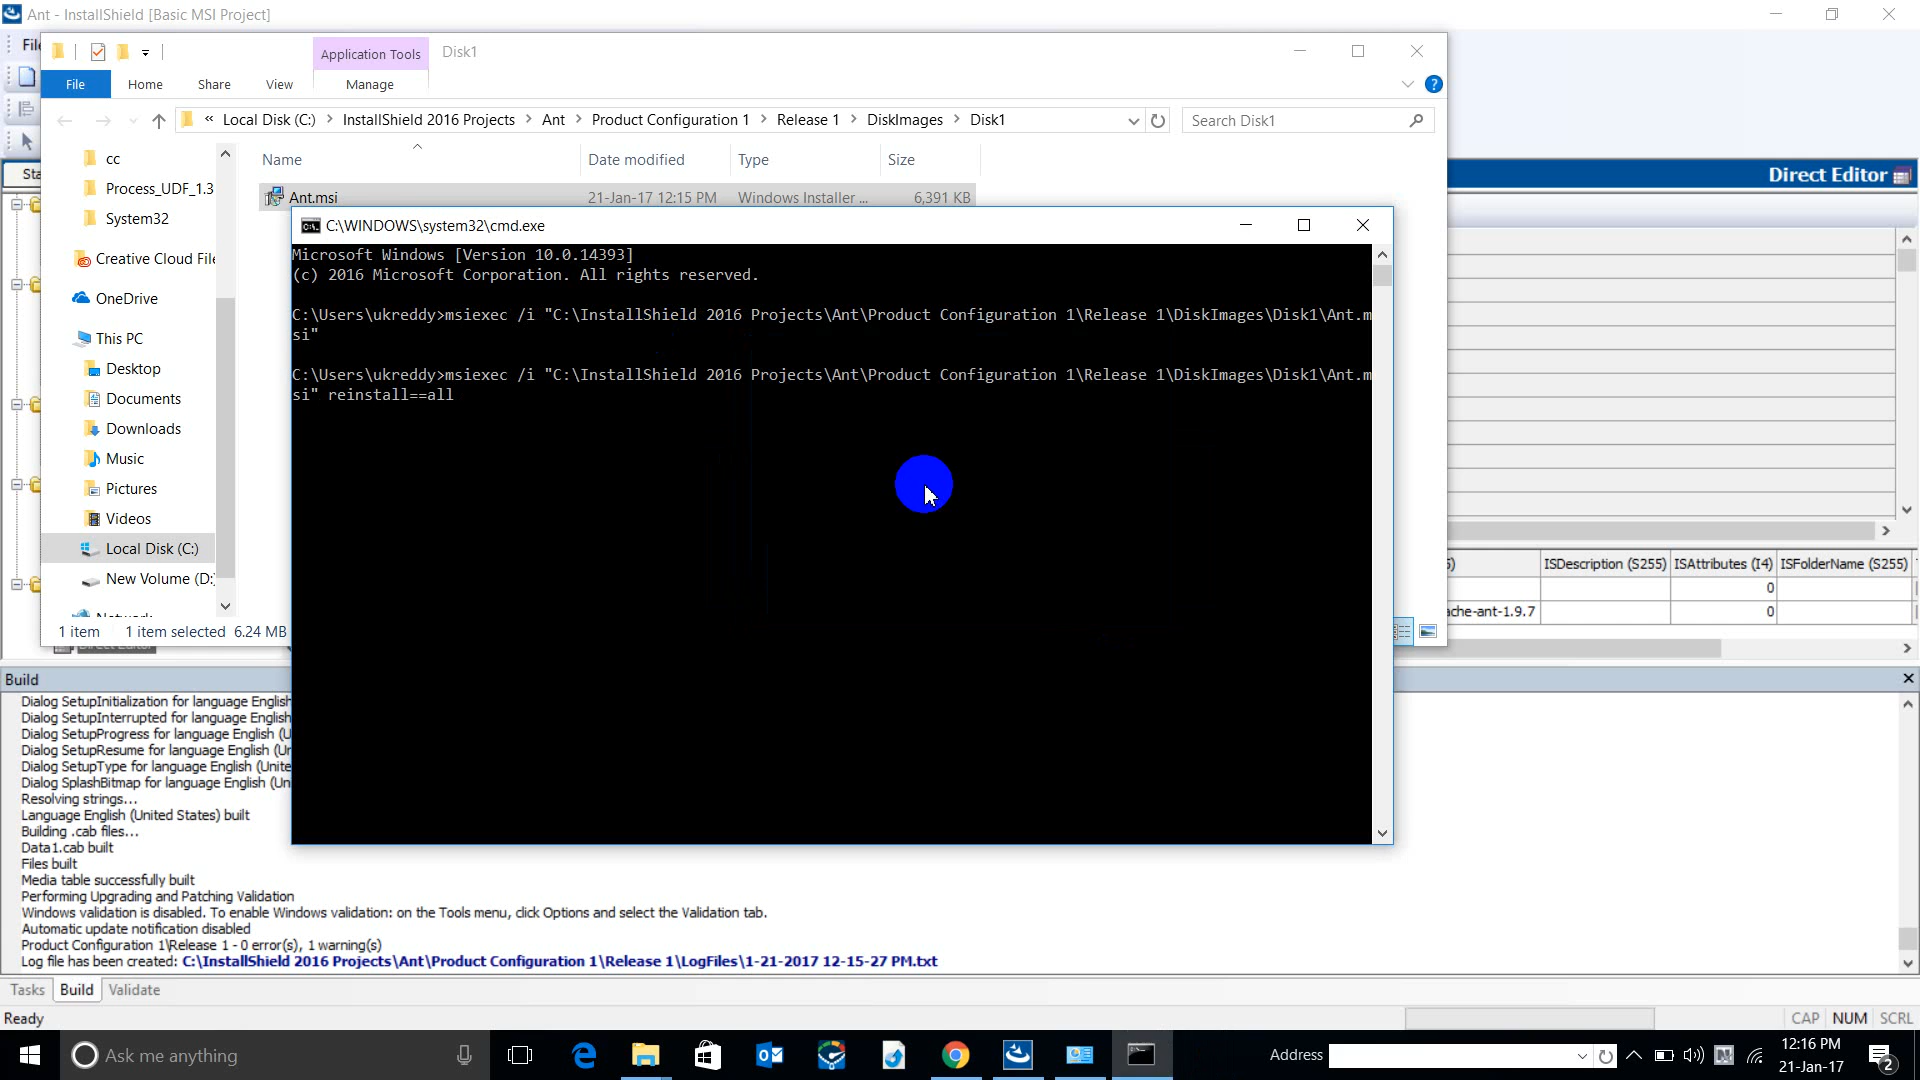 Ant - InstallShield [Basic MSI Project]
Application Tools
Disk1
File
Home
Share
View
Manage
« Local Disk (C:) > InstallShield 2016 Projects > Ant > Product Configuration 1 > Release 1 > DiskImages > Disk1
Search Disk1
Name
Date modified
Type
Size
Ant.msi
21-Jan-17 12:15 PM
Windows Installer ...
6,391 KB
cc
Process_UDF_1.3
System32
Creative Cloud File
OneDrive
This PC
Desktop
Documents
Downloads
Music
Pictures
Videos
Local Disk (C:)
New Volume (D:)
1 item
1 item selected 6.24 MB
C:\WINDOWS\system32\cmd.exe
Microsoft Windows [Version 10.0.14393]
(c) 2016 Microsoft Corporation. All rights reserved.
C:\Users\ukreddy>msiexec /i "C:\InstallShield 2016 Projects\Ant\Product Configuration 1\Release 1\DiskImages\Disk1\Ant.m
si"
C:\Users\ukreddy>msiexec /i "C:\InstallShield 2016 Projects\Ant\Product Configuration 1\Release 1\DiskImages\Disk1\Ant.m
si" reinstall==all
Direct Editor
ISDescription (S255)
ISAttributes (I4)
ISFolderName (S255)
0
ache-ant-1.9.7
0
Build
Dialog SetupInitialization for language English
Dialog SetupInterrupted for language English
Dialog SetupProgress for language English (U
Dialog SetupResume for language English (Un
Dialog SetupType for language English (Unite
Dialog SplashBitmap for language English (Un
Resolving strings...
Language English (United States) built
Building .cab files...
Data1.cab built
Files built
Media table successfully built
Performing Upgrading and Patching Validation
Windows validation is disabled. To enable Windows validation: on the Tools menu, click Options and select the Validation tab.
Automatic update notification disabled
Product Configuration 1\Release 1 - 0 error(s), 1 warning(s)
Log file has been created: C:\InstallShield 2016 Projects\Ant\Product Configuration 1\Release 1\LogFiles\1-21-2017 12-15-27 PM.txt
Tasks
Build
Validate
Ready
CAP NUM SCRL
Ask me anything
Address
12:16 PM
21-Jan-17
2